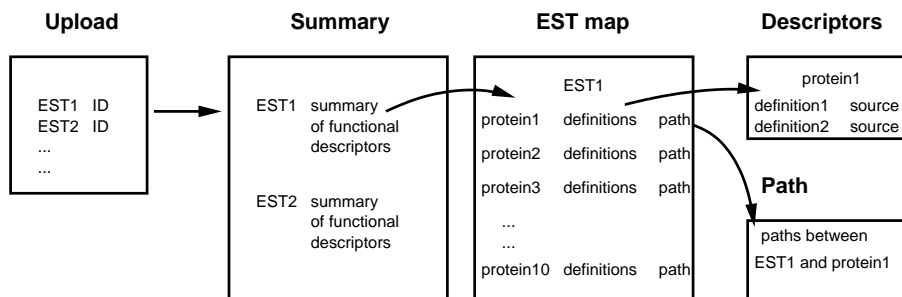 Upload
EST1 ID
EST2 ID
...
...
Summary
EST1 summary
of functional
descriptors
EST2 summary
of functional
descriptors
EST map
EST1
protein1 definitions path
protein2 definitions path
protein3 definitions path
...
...
protein10 definitions path
Descriptors
protein1
definition1 source
definition2 source
Path
paths between
EST1 and protein1